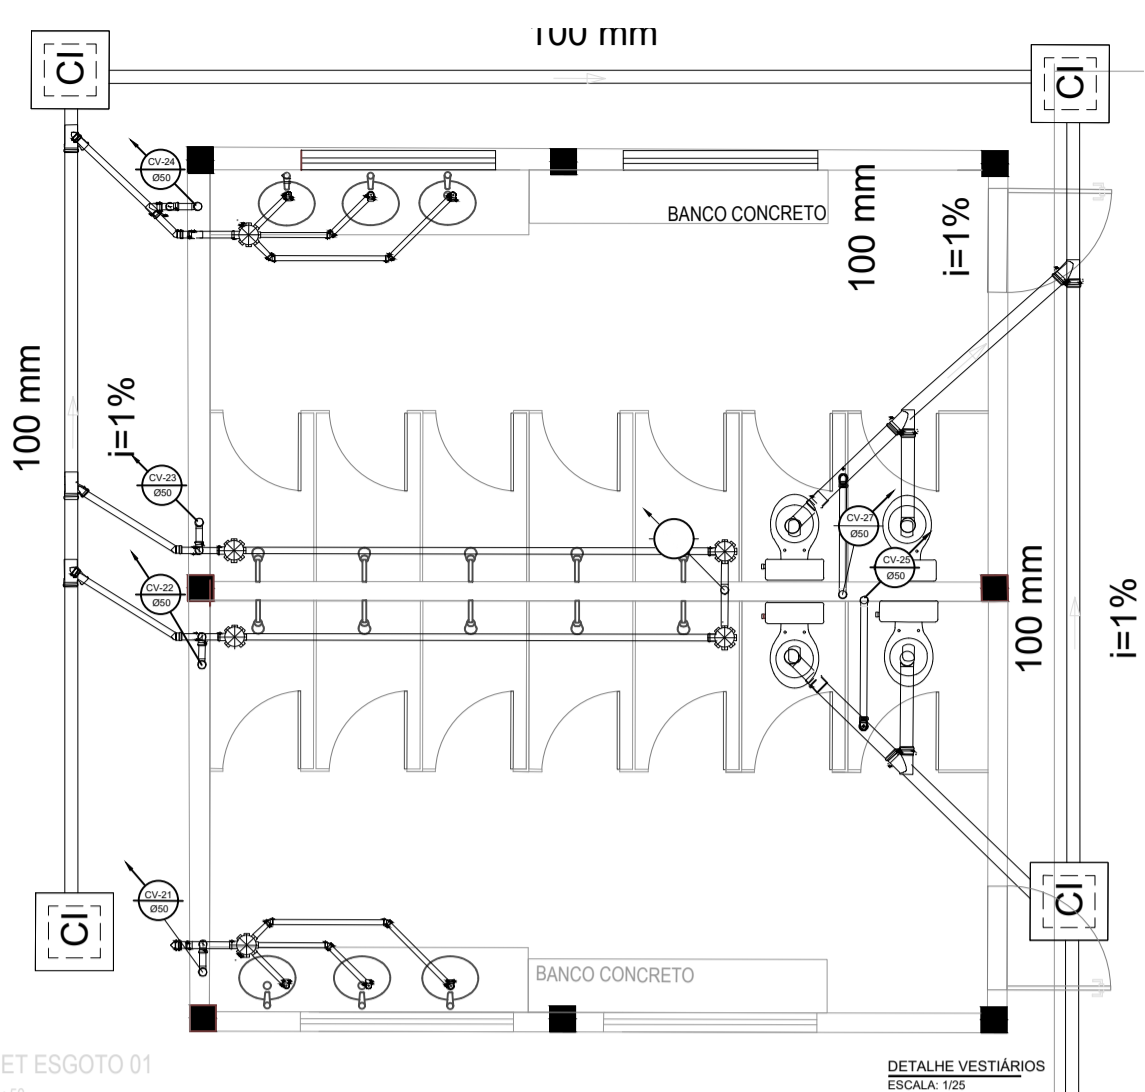 100 mm
CI
CI
CV-24
Ø50
BANCO CONCRETO
100 mm
i=1%
100 mm
i=1%
CV-23
Ø50
CV-27
Ø50
CV-25
Ø50
CV-22
Ø50
100 mm
i=1%
CV-21
Ø50
CI
CI
BANCO CONCRETO
ET ESGOTO 01
DETALHE VESTIÁRIOS
ESCALA: 1/25